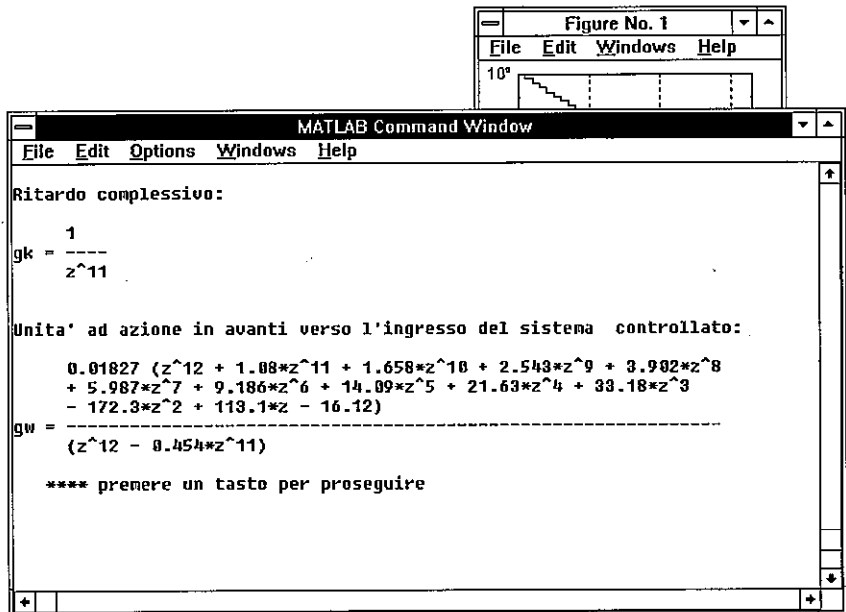 Figure No. 1
File Edit Windows Help
10⁰
MATLAB Command Window
File Edit Options Windows Help
Ritardo complessivo:
1
gk = ----
z^11
Unita' ad azione in avanti verso l'ingresso del sistema controllato:
0.01827 (z^12 + 1.08*z^11 + 1.658*z^10 + 2.543*z^9 + 3.902*z^8
+ 5.987*z^7 + 9.186*z^6 + 14.09*z^5 + 21.63*z^4 + 33.18*z^3
- 172.3*z^2 + 113.1*z - 16.12)
gw = -----------------------------------------------------------------
(z^12 - 0.454*z^11)
**** premere un tasto per proseguire